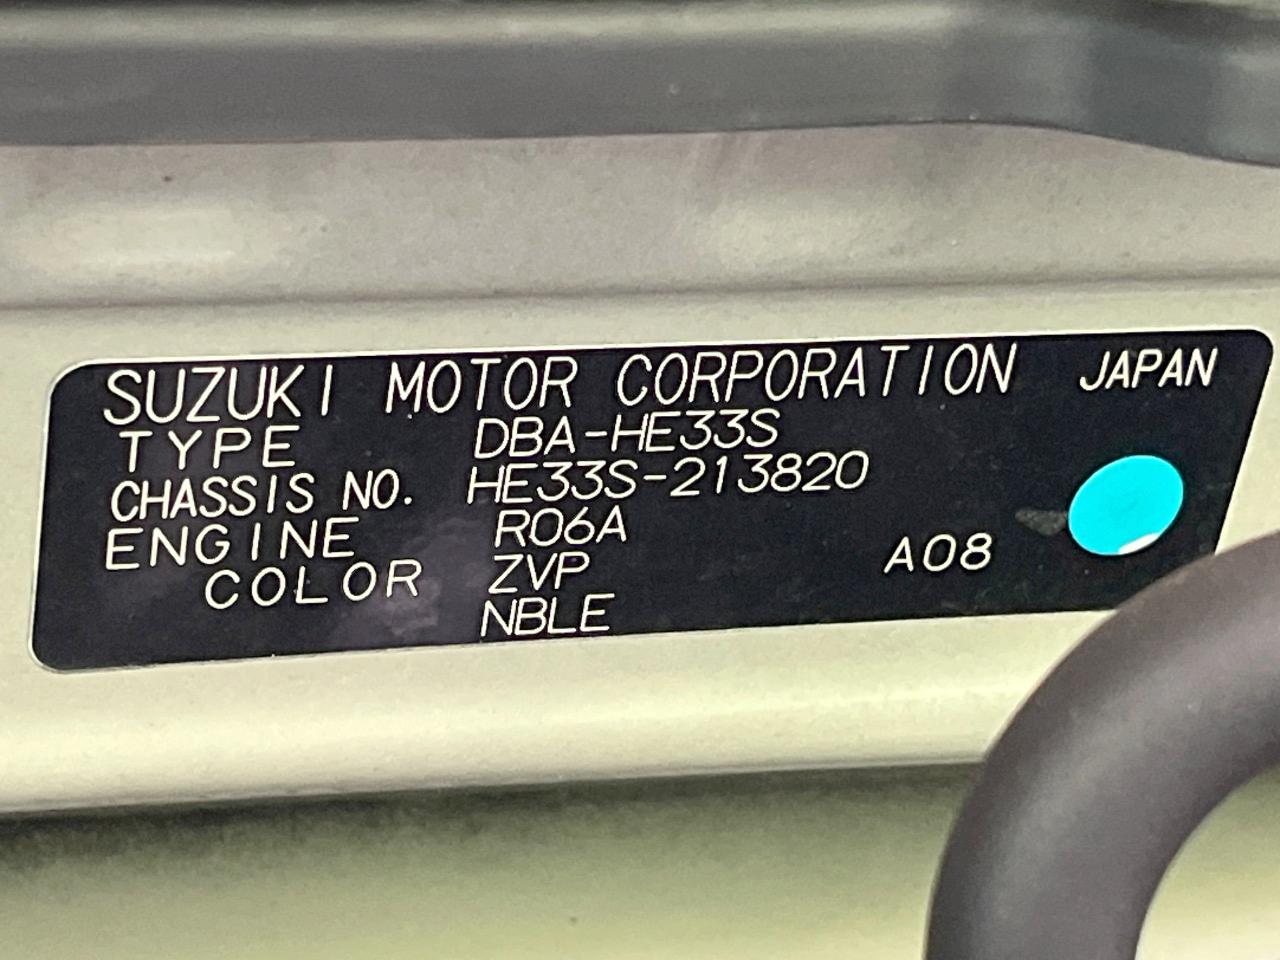 SUZUKI MOTOR CORPORATION JAPAN
TYPE DBA-HE33S
CHASSIS NO. HE33S-213820
ENGINE R06A
COLOR ZVP A08
NBLE